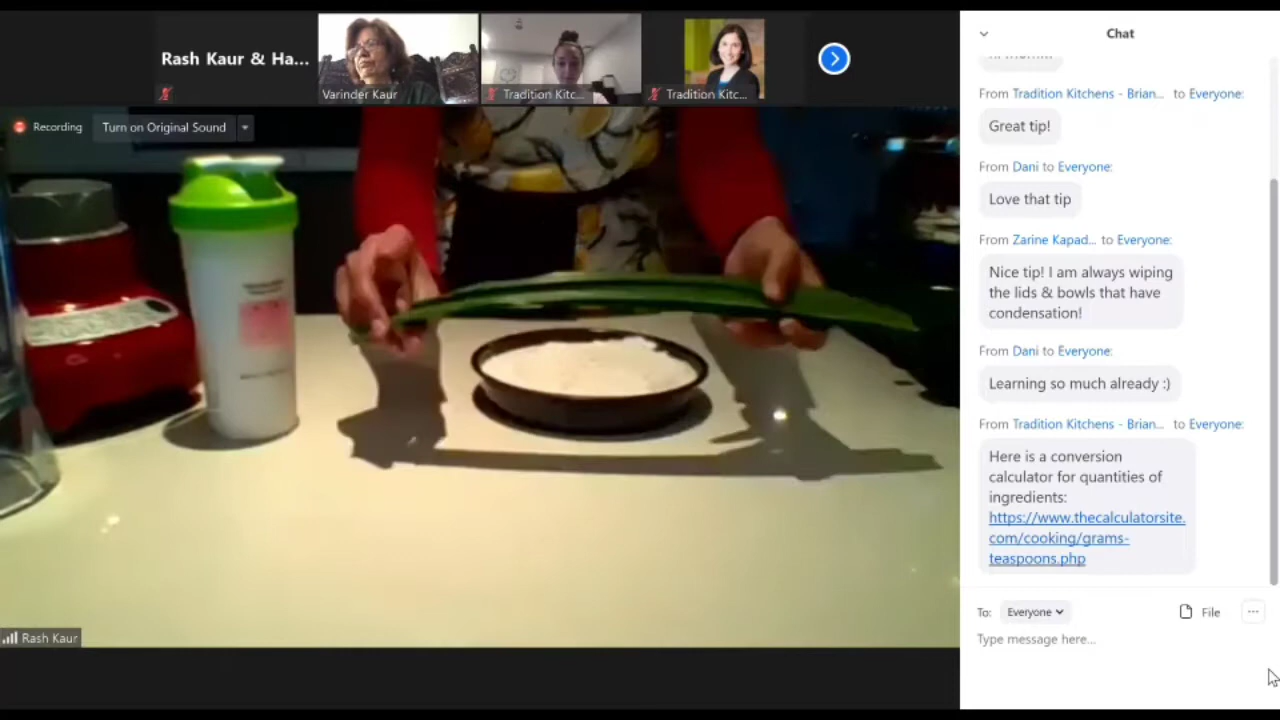 Rash Kaur & Ha...
Varinder Kaur
Tradition Kitc...
Tradition Kitc...
Recording
Turn on Original Sound
Rash Kaur
Chat
From Tradition Kitchens - Brian... to Everyone:
Great tip!
From Dani to Everyone:
Love that tip
From Zarine Kapad... to Everyone:
Nice tip! I am always wiping
the lids & bowls that have
condensation!
From Dani to Everyone:
Learning so much already :)
From Tradition Kitchens - Brian... to Everyone:
Here is a conversion
calculator for quantities of
ingredients:
https://www.thecalculatorsite.
com/cooking/grams-
teaspoons.php
To: Everyone
File
Type message here...